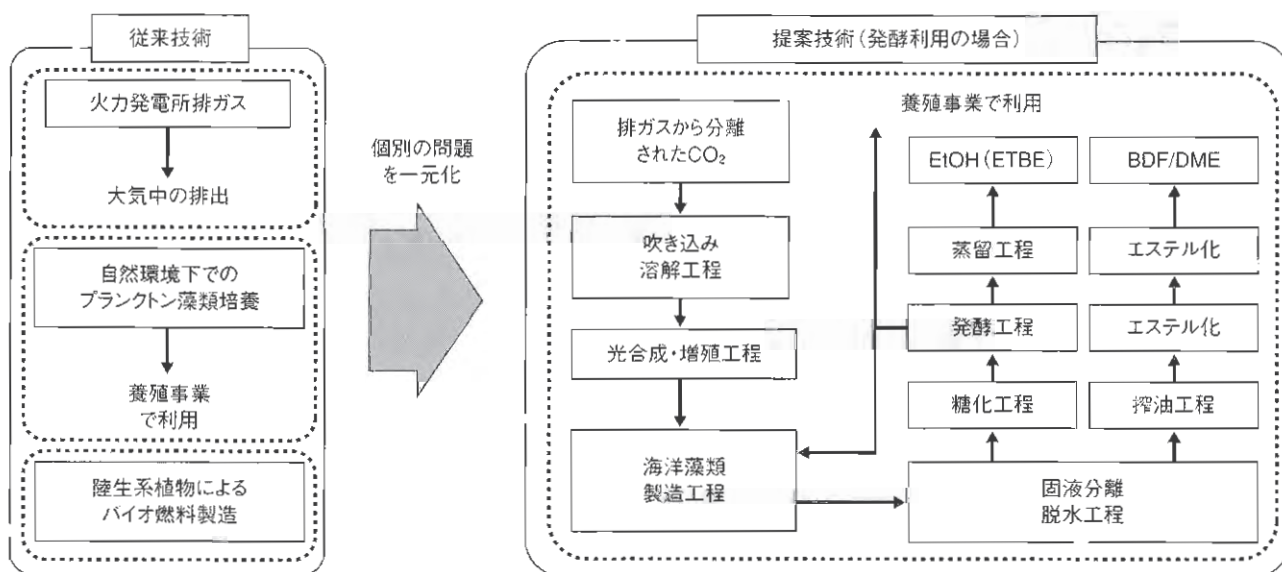 従来技術
火力発電所排ガス
大気中の排出
自然環境下での
プランクトン藻類培養
養殖事業
で利用
陸生系植物による
バイオ燃料製造
個別の問題
を一元化
提案技術(発酵利用の場合)
排ガスから分離
されたCO₂
吹き込み
溶解工程
光合成・増殖工程
海洋藻類
製造工程
養殖事業で利用
EtOH(ETBE)
蒸留工程
発酵工程
糖化工程
BDF/DME
エステル化
エステル化
搾油工程
固液分離
脱水工程